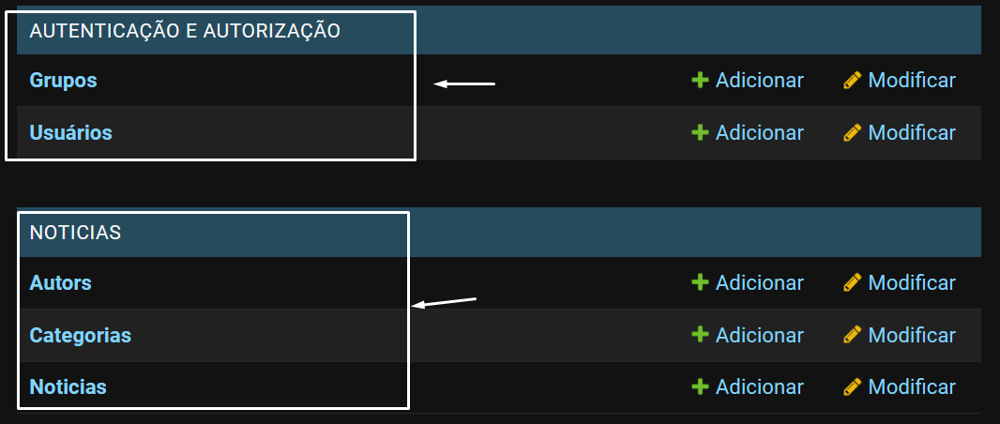 AUTENTICAÇÃO E AUTORIZAÇÃO
Grupos Adicionar Modificar
Usuários Adicionar Modificar
NOTICIAS
Autors Adicionar Modificar
Categorias Adicionar Modificar
Noticias Adicionar Modificar